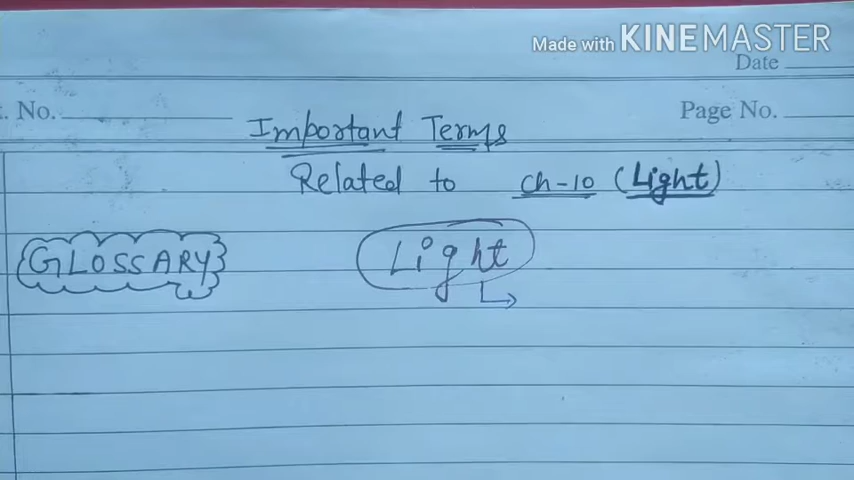 Made with KINEMASTER
Date
. No.
Page No.
Important Terms
Related to Ch-10 (Light)
GLOSSARY
Light